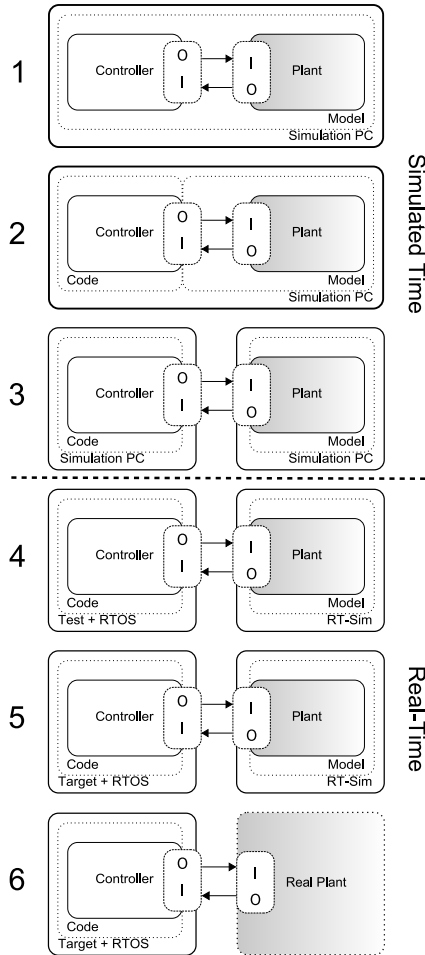 1
Controller
O
I
I
O
Plant
Model
Simulation PC
2
Controller
O
I
I
O
Plant
Code
Model
Simulation PC
Simulated Time
3
Controller
O
I
I
O
Plant
Code
Simulation PC
Model
Simulation PC
4
Controller
O
I
I
O
Plant
Code
Test + RTOS
Model
RT-Sim
5
Controller
O
I
I
O
Plant
Code
Target + RTOS
Model
RT-Sim
Real-Time
6
Controller
O
I
I
O
Real Plant
Code
Target + RTOS